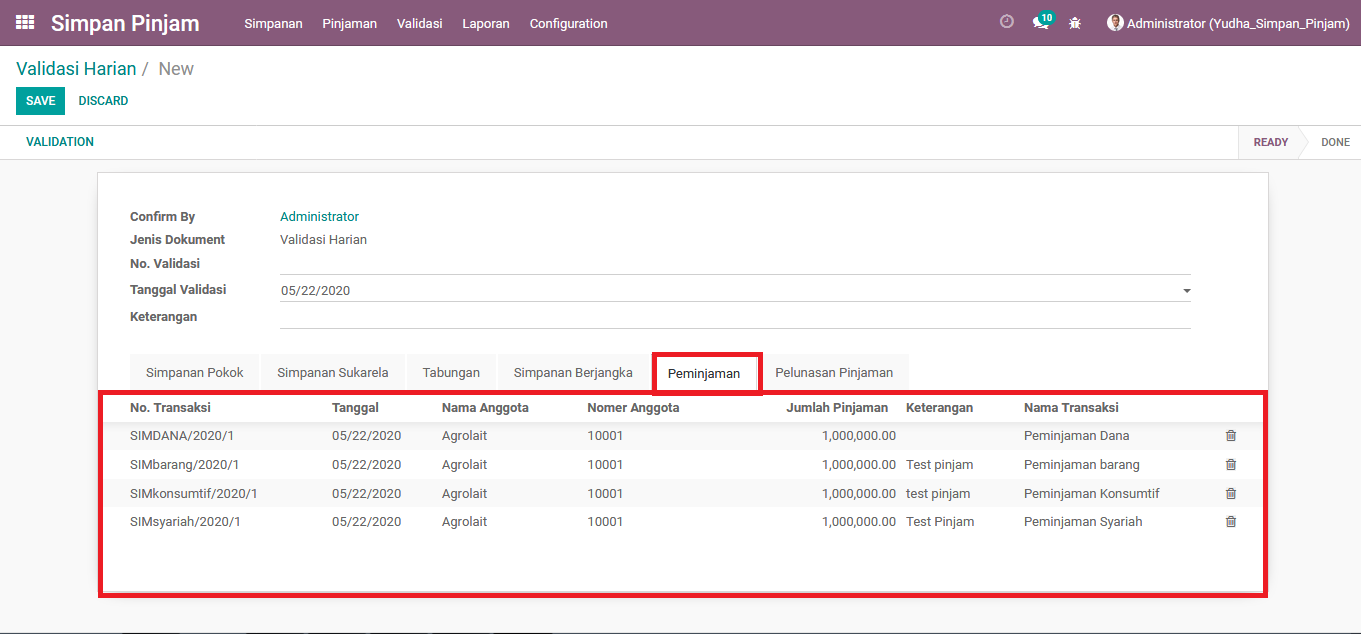 Simpan Pinjam Simpanan Pinjaman Validasi Laporan Configuration 10 Administrator (Yudha_Simpan_Pinjam)
Validasi Harian / New
SAVE DISCARD
VALIDATION READY DONE
Confirm By Administrator
Jenis Dokument Validasi Harian
No. Validasi
Tanggal Validasi 05/22/2020
Keterangan
Simpanan Pokok Simpanan Sukarela Tabungan Simpanan Berjangka Peminjaman Pelunasan Pinjaman
No. Transaksi Tanggal Nama Anggota Nomer Anggota Jumlah Pinjaman Keterangan Nama Transaksi
SIMDANA/2020/1 05/22/2020 Agrolait 10001 1,000,000.00 Peminjaman Dana
SIMbarang/2020/1 05/22/2020 Agrolait 10001 1,000,000.00 Test pinjam Peminjaman barang
SIMkonsumtif/2020/1 05/22/2020 Agrolait 10001 1,000,000.00 test pinjam Peminjaman Konsumtif
SIMsyariah/2020/1 05/22/2020 Agrolait 10001 1,000,000.00 Test Pinjam Peminjaman Syariah